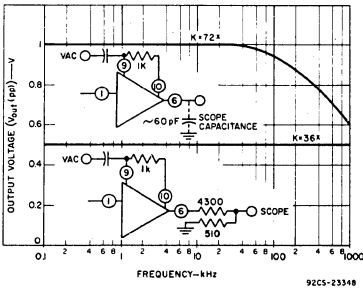 OUTPUT VOLTAGE (Vout (pp)) — V
1.0
0.8
0.6
0.4
0.2
0
K=72x
VAC
1K
9
10
1
6
~60 pF
SCOPE
CAPACITANCE
K=36x
VAC
1k
9
10
1
6
4300
510
SCOPE
0.1 2 4 6 8 1 2 4 6 8 10 2 4 6 8 100 2 4 6 8 1000
FREQUENCY—kHz
92CS-23348